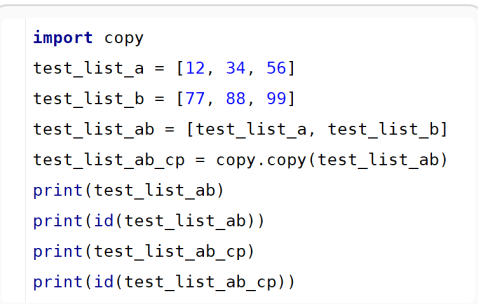 import copy
test_list_a = [12, 34, 56]
test_list_b = [77, 88, 99]
test_list_ab = [test_list_a, test_list_b]
test_list_ab_cp = copy.copy(test_list_ab)
print(test_list_ab)
print(id(test_list_ab))
print(test_list_ab_cp)
print(id(test_list_ab_cp))